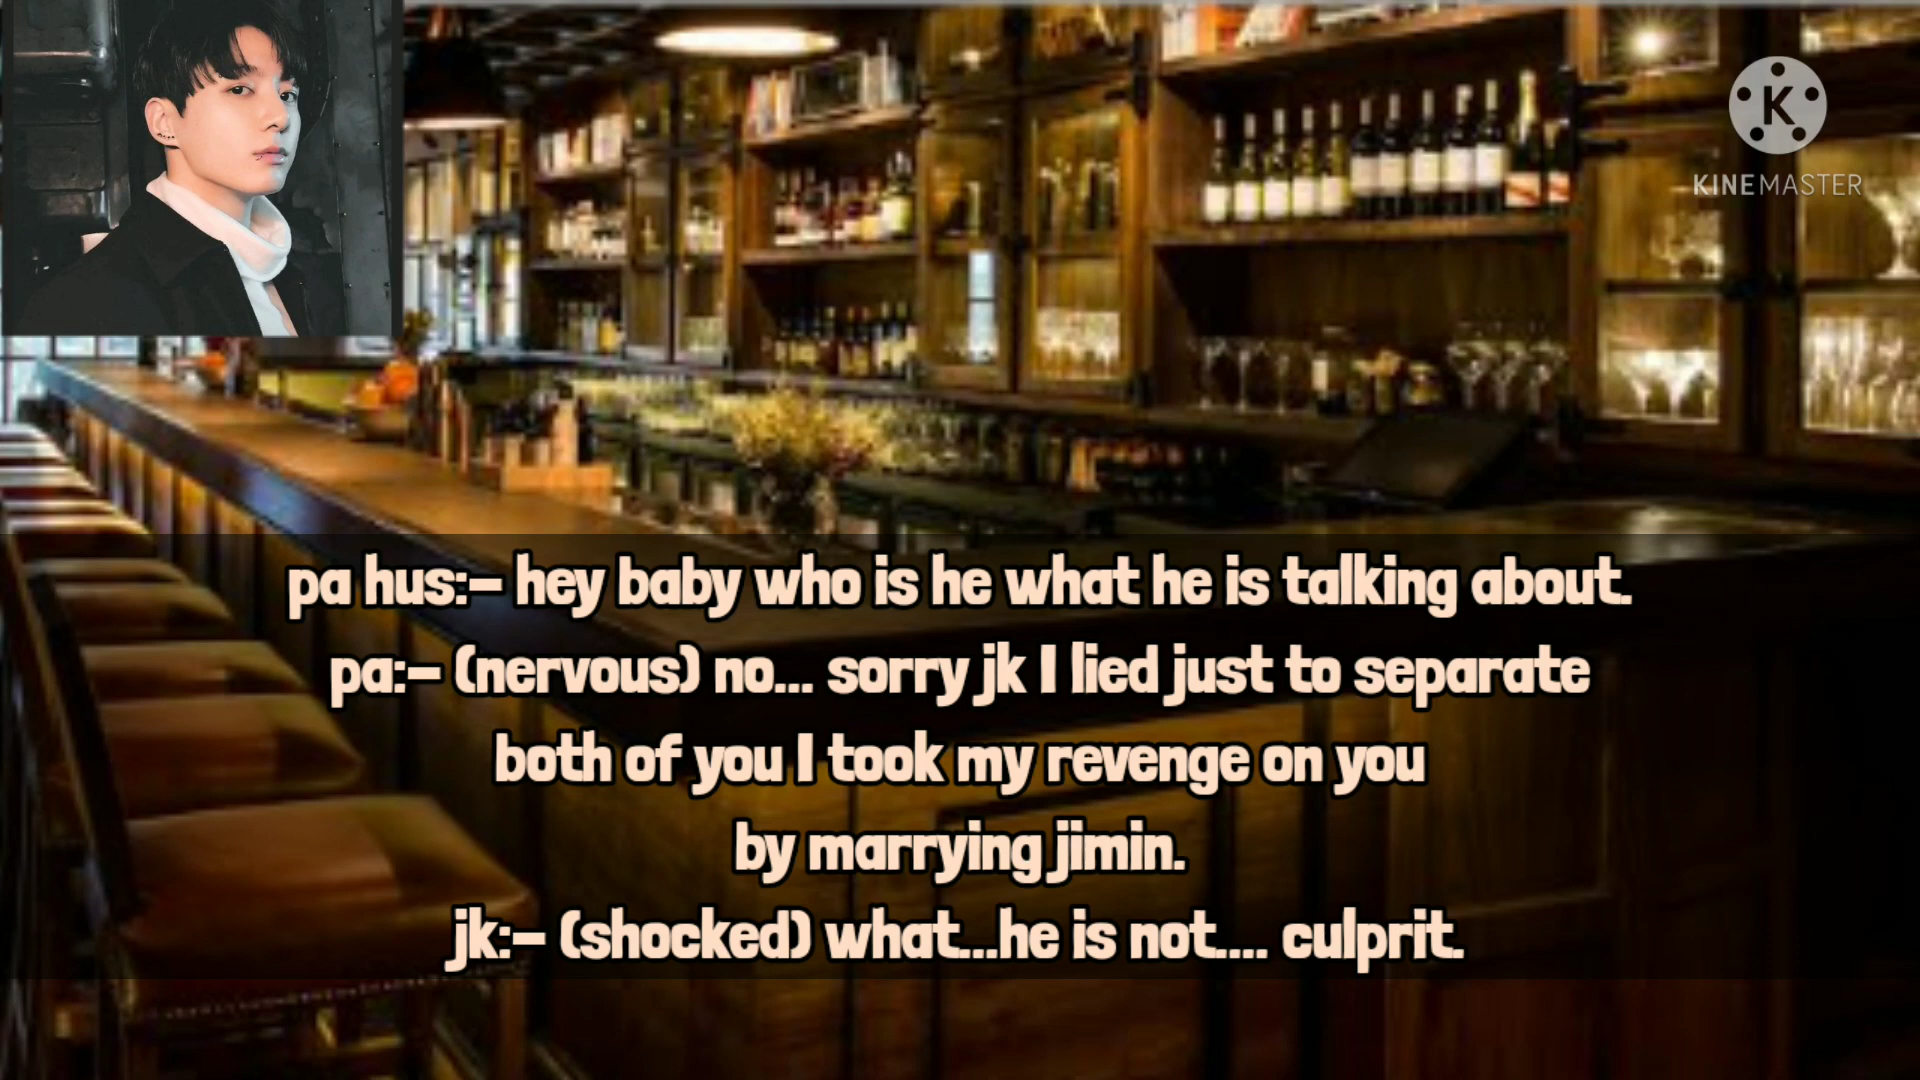 K
KINEMASTER
pa hus:– hey baby who is he what he is talking about.
pa:– (nervous) no... sorry jk I lied just to separate
both of you I took my revenge on you
by marrying jimin.
jk:– (shocked) what...he is not.... culprit.